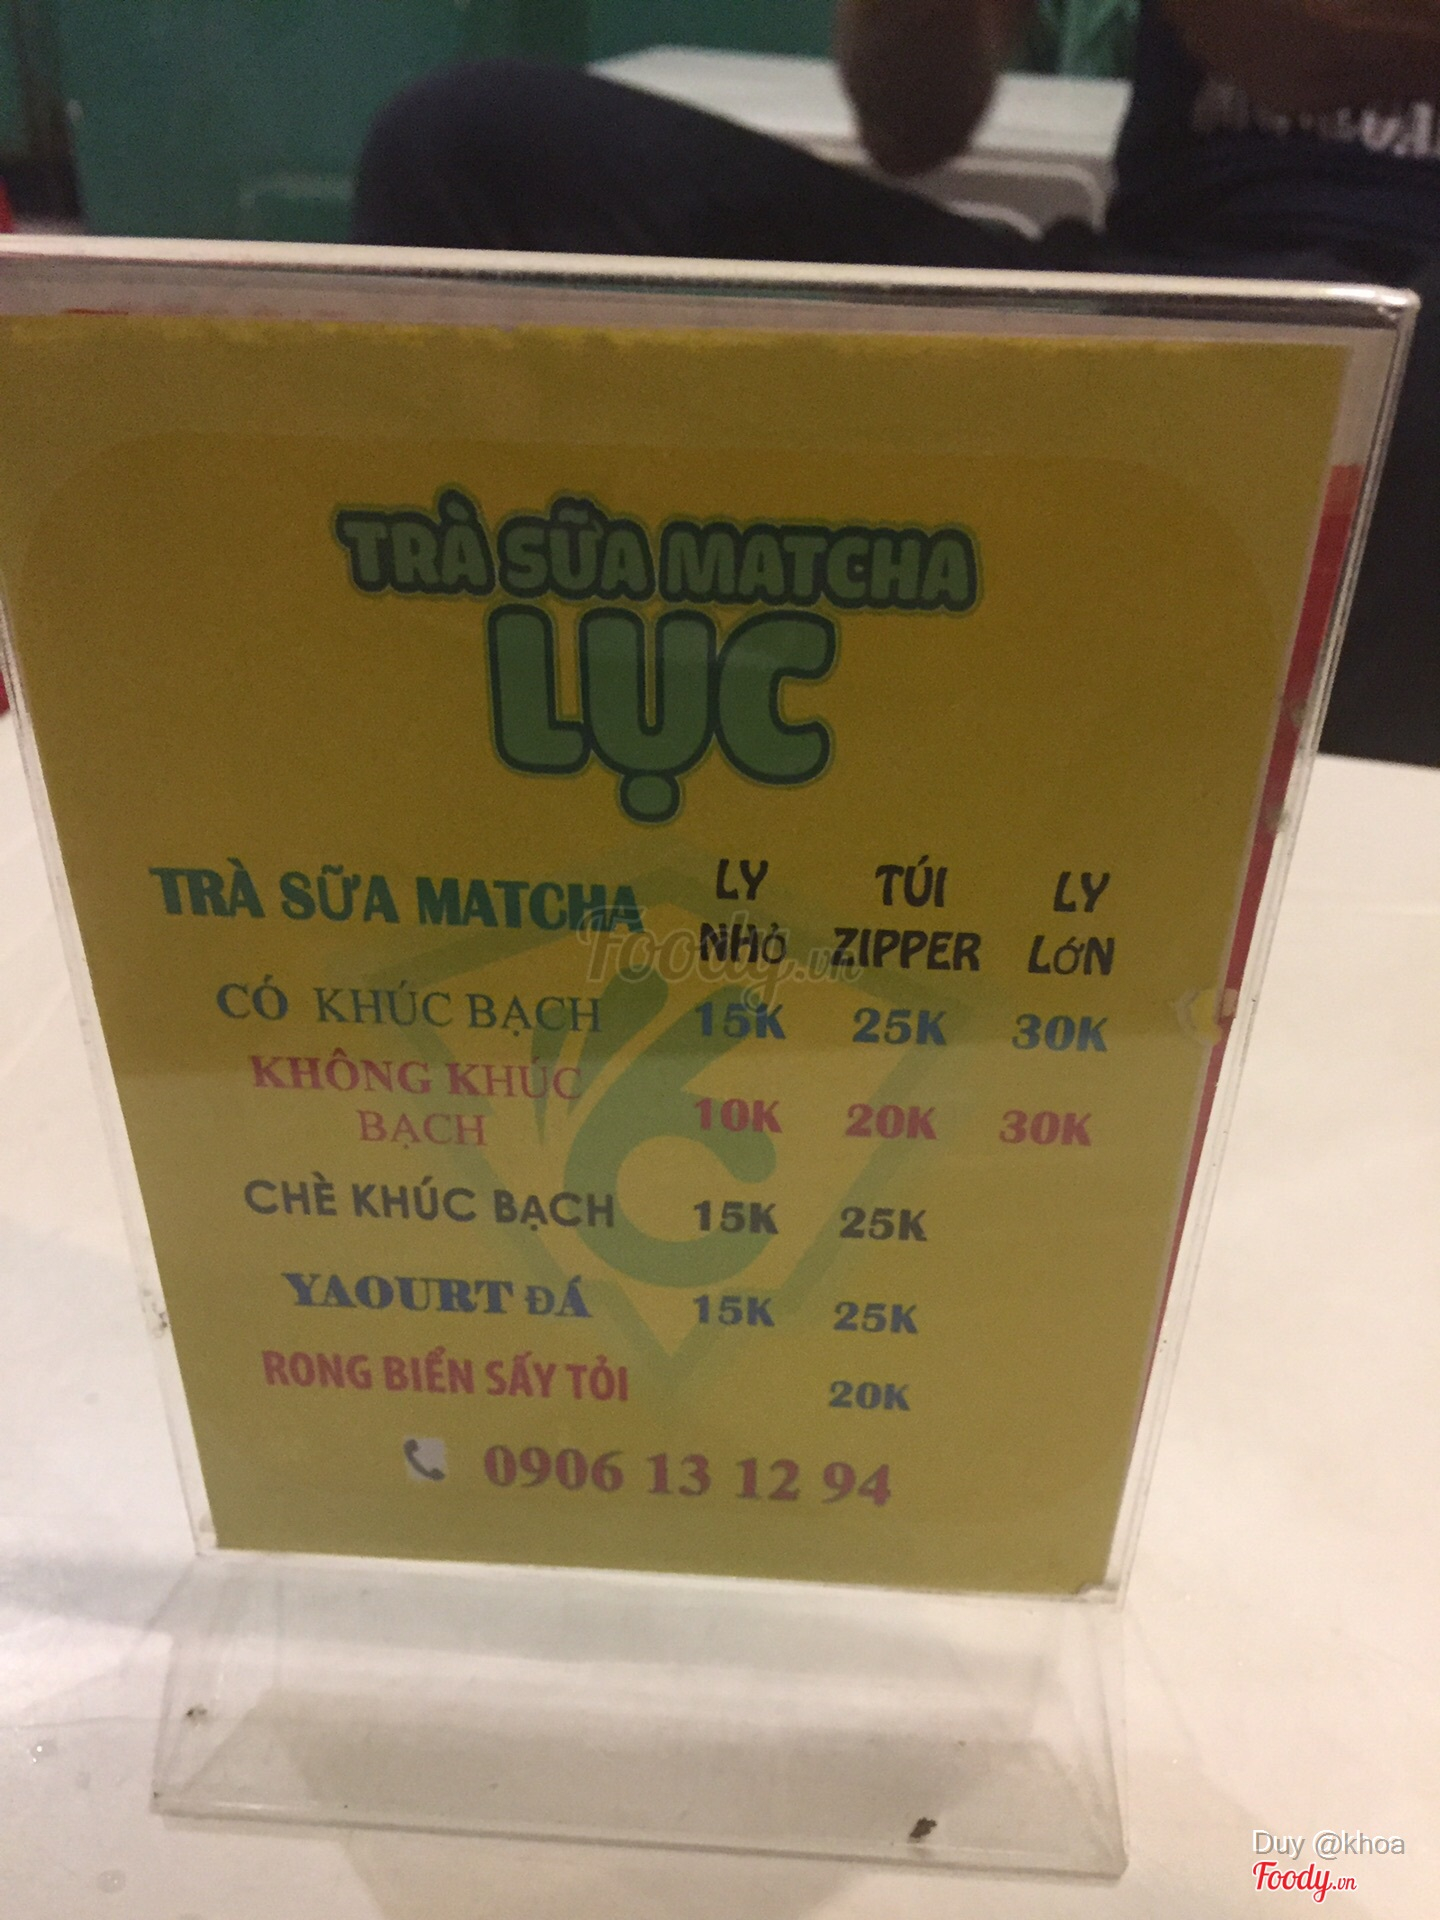 TRÀ SỮA MATCHA
LỤC
TRÀ SỮA MATCHA LY NHỎ TÚI ZIPPER LY LỚN
CÓ KHÚC BẠCH 15K 25K 30K
KHÔNG KHÚC BẠCH 10K 20K 30K
CHÈ KHÚC BẠCH 15K 25K
YAOURT ĐÁ 15K 25K
RONG BIỂN SẤY TỎI 20K
0906 13 12 94
Foody.vn
Duy @khoa
Foody.vn